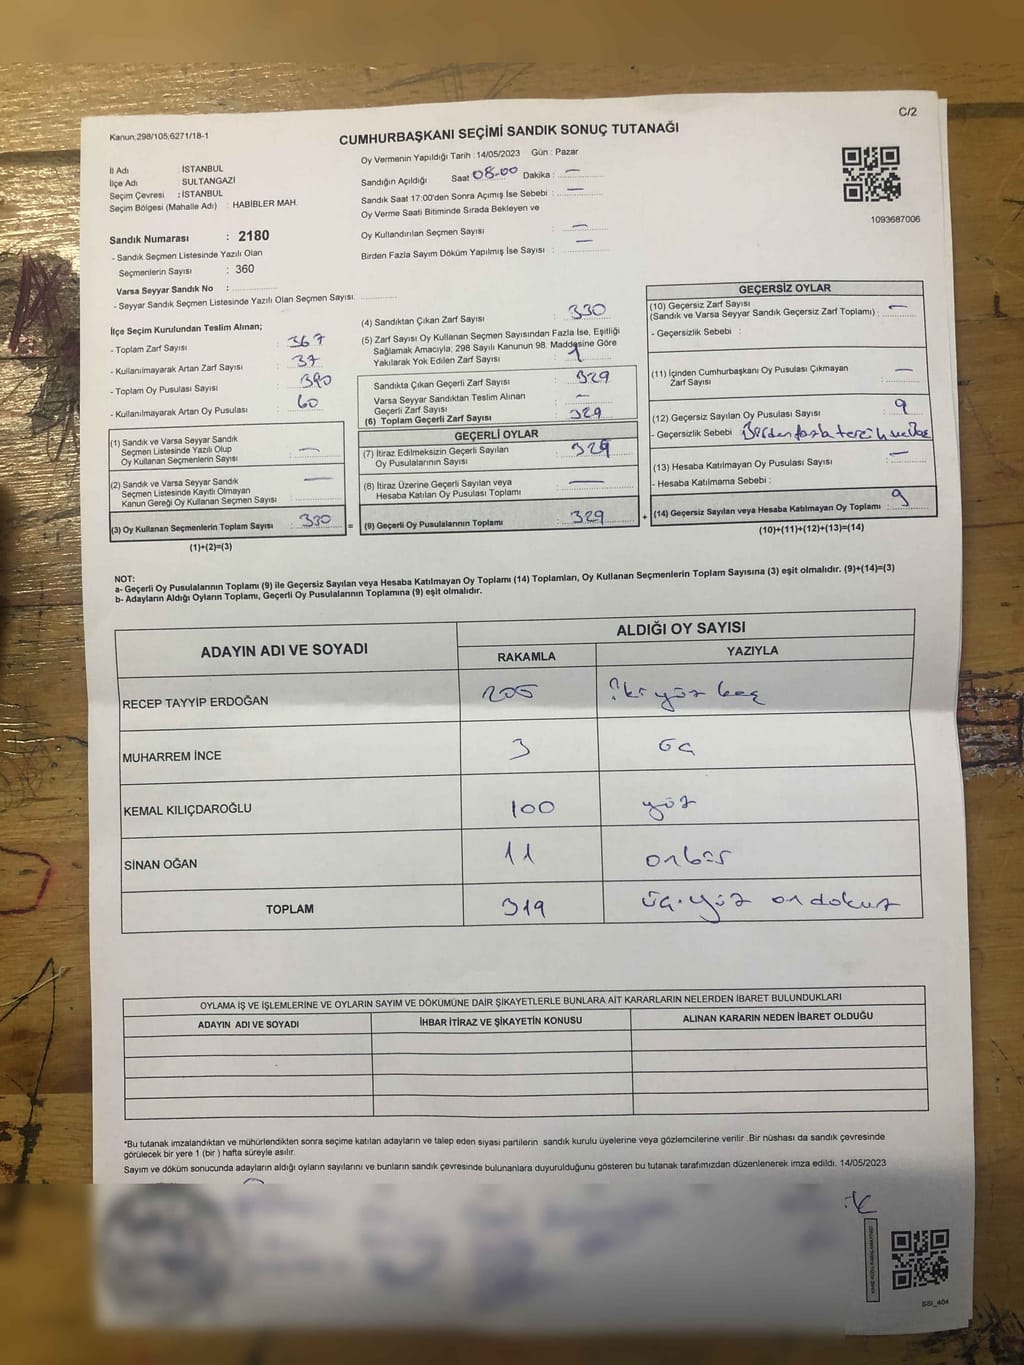 C/2
Kanun;298/105;6271/18-1
CUMHURBAŞKANI SEÇİMİ SANDIK SONUÇ TUTANAĞI
İl Adı : İSTANBUL
İlçe Adı SULTANGAZİ
Seçim Çevresi : İSTANBUL
Seçim Bölgesi (Mahalle Adı) : HABİBLER MAH.
Oy Vermenin Yapıldığı Tarih : 14/05/2023 Gün : Pazar
Sandığın Açıldığı Saat 08.00 Dakika : —
Sandık Saat 17:00'den Sonra Açımış İse Sebebi : —
Oy Verme Saati Bitiminde Sırada Bekleyen ve
Oy Kullandırılan Seçmen Sayısı : —
Birden Fazla Sayım Döküm Yapılmış İse Sayısı : —
1093687006
Sandık Numarası : 2180
- Sandık Seçmen Listesinde Yazılı Olan
Seçmenlerin Sayısı : 360
Varsa Seyyar Sandık No :
- Seyyar Sandık Seçmen Listesinde Yazılı Olan Seçmen Sayısı:
İlçe Seçim Kurulundan Teslim Alınan;
- Toplam Zarf Sayısı : 367
- Kullanılmayarak Artan Zarf Sayısı : 37
- Toplam Oy Pusulası Sayısı : 390
- Kullanılmayarak Artan Oy Pusulası : 60
(1) Sandık ve Varsa Seyyar Sandık
Seçmen Listesinde Yazılı Olup
Oy Kullanan Seçmenlerin Sayısı : —
(2) Sandık ve Varsa Seyyar Sandık
Seçmen Listesinde Kayıtlı Olmayan
Kanun Gereği Oy Kullanan Seçmen Sayısı : —
(3) Oy Kullanan Seçmenlerin Toplam Sayısı : 330 =
(1)+(2)=(3)
(4) Sandıktan Çıkan Zarf Sayısı : 330
(5) Zarf Sayısı Oy Kullanan Seçmen Sayısından Fazla İse, Eşitliği
Sağlamak Amacıyla; 298 Sayılı Kanunun 98. Maddesine Göre
Yakılarak Yok Edilen Zarf Sayısı : 1
Sandıkta Çıkan Geçerli Zarf Sayısı : 329
Varsa Seyyar Sandıktan Teslim Alınan
Geçerli Zarf Sayısı : —
(6) Toplam Geçerli Zarf Sayısı : 329
GEÇERLİ OYLAR
(7) İtiraz Edilmeksizin Geçerli Sayılan
Oy Pusulalarının Sayısı : 329
(8) İtiraz Üzerine Geçerli Sayılan veya
Hesaba Katılan Oy Pusulası Toplamı : —
(9) Geçerli Oy Pusulalarının Toplamı : 329 +
GEÇERSİZ OYLAR
(10) Geçersiz Zarf Sayısı
(Sandık ve Varsa Seyyar Sandık Geçersiz Zarf Toplamı) : —
- Geçersizlik Sebebi :
(11) İçinden Cumhurbaşkanı Oy Pusulası Çıkmayan
Zarf Sayısı : —
(12) Geçersiz Sayılan Oy Pusulası Sayısı : 9
- Geçersizlik Sebebi : Birden fazla tercih
(13) Hesaba Katılmayan Oy Pusulası Sayısı : —
- Hesaba Katılmama Sebebi :
(14) Geçersiz Sayılan veya Hesaba Katılmayan Oy Toplamı : 9
(10)+(11)+(12)+(13)=(14)
NOT:
a- Geçerli Oy Pusulalarının Toplamı (9) ile Geçersiz Sayılan veya Hesaba Katılmayan Oy Toplamı (14) Toplamları, Oy Kullanan Seçmenlerin Toplam Sayısına (3) eşit olmalıdır. (9)+(14)=(3)
b- Adayların Aldığı Oyların Toplamı, Geçerli Oy Pusulalarının Toplamına (9) eşit olmalıdır.
ADAYIN ADI VE SOYADI ALDIĞI OY SAYISI
RAKAMLA YAZIYLA
RECEP TAYYİP ERDOĞAN 205 iki yüz beş
MUHARREM İNCE 3 üç
KEMAL KILIÇDAROĞLU 100 yüz
SİNAN OĞAN 11 onbir
TOPLAM 319 üç yüz on dokuz
OYLAMA İŞ VE İŞLEMLERİNE VE OYLARIN SAYIM VE DÖKÜMÜNE DAİR ŞİKAYETLERLE BUNLARA AİT KARARLARIN NELERDEN İBARET BULUNDUKLARI
ADAYIN ADI VE SOYADI İHBAR İTİRAZ VE ŞİKAYETİN KONUSU ALINAN KARARIN NEDEN İBARET OLDUĞU
*Bu tutanak imzalandıktan ve mühürlendikten sonra seçime katılan adayların ve talep eden siyasi partilerin sandık kurulu üyelerine veya gözlemcilerine verilir .Bir nüshası da sandık çevresinde
görülecek bir yere 1 (bir ) hafta süreyle asılır.
Sayım ve döküm sonucunda adayların aldığı oyların sayılarını ve bunların sandık çevresinde bulunanlara duyurulduğunu gösteren bu tutanak tarafımızdan düzenlenerek imza edildi. 14/05/2023
SSI_404